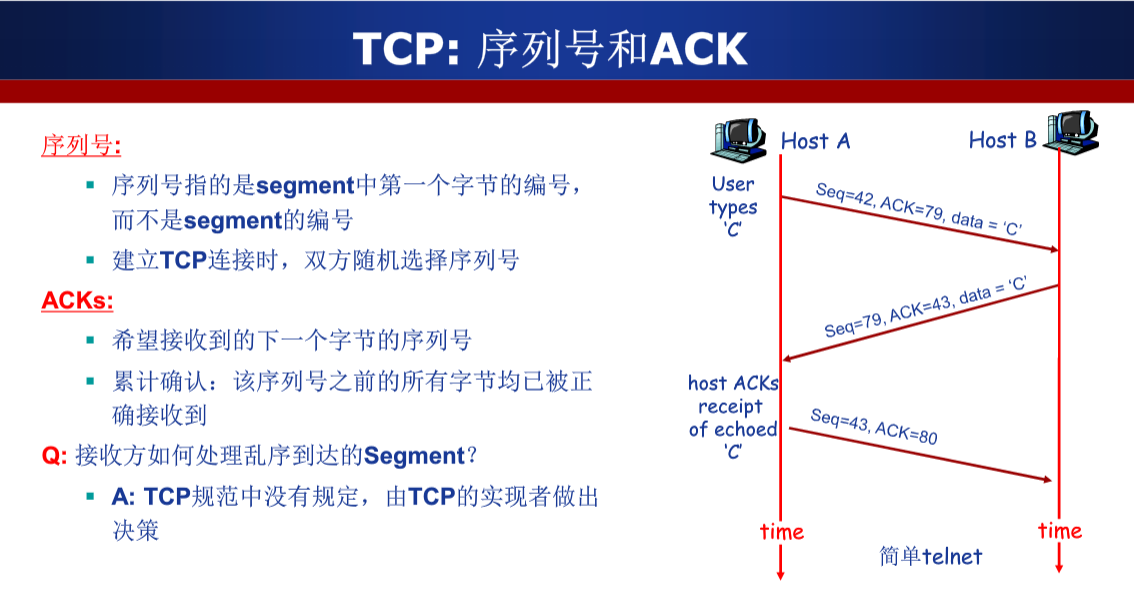 TCP: 序列号和ACK
序列号:
序列号指的是segment中第一个字节的编号，
而不是segment的编号
建立TCP连接时，双方随机选择序列号
ACKs:
希望接收到的下一个字节的序列号
累计确认：该序列号之前的所有字节均已被正
确接收到
Q: 接收方如何处理乱序到达的Segment？
A: TCP规范中没有规定，由TCP的实现者做出
决策
Host A
Host B
User
types
‘C’
Seq=42, ACK=79, data = ‘C’
Seq=79, ACK=43, data = ‘C’
host ACKs
receipt
of echoed
‘C’
Seq=43, ACK=80
time
time
简单telnet